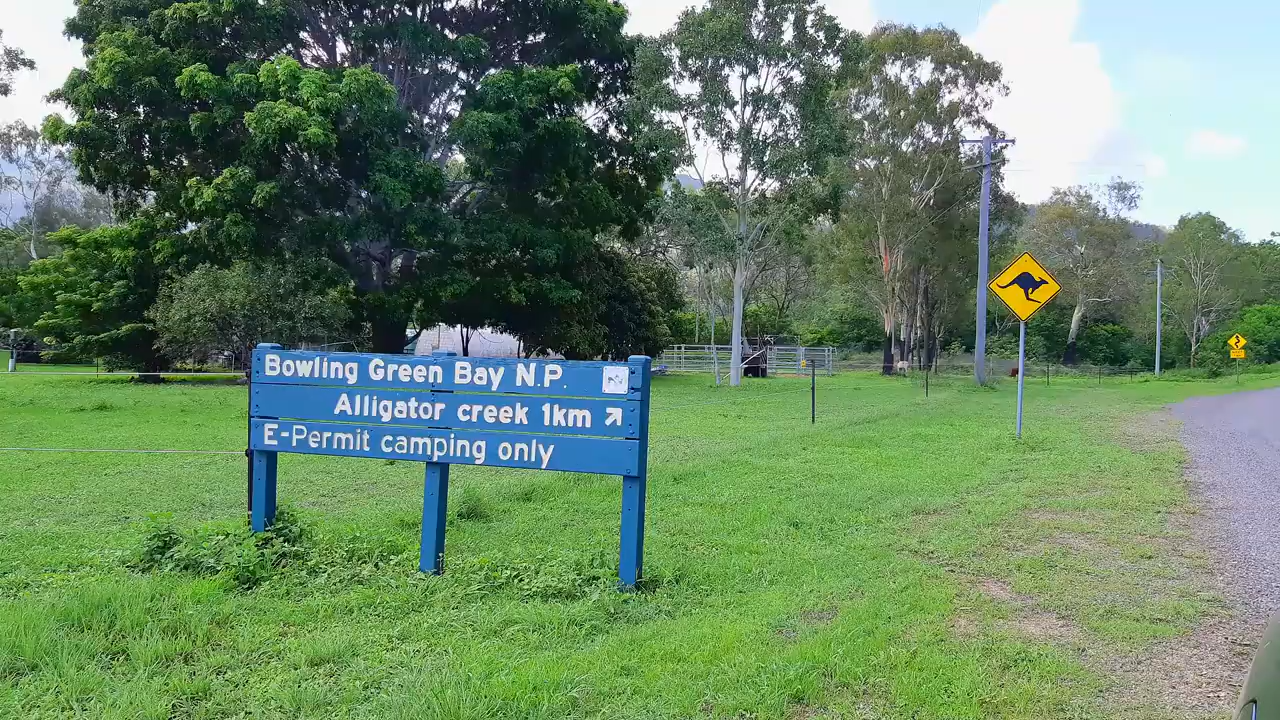 Bowling Green Bay N.P.
Alligator creek 1km ↗
E-Permit camping only